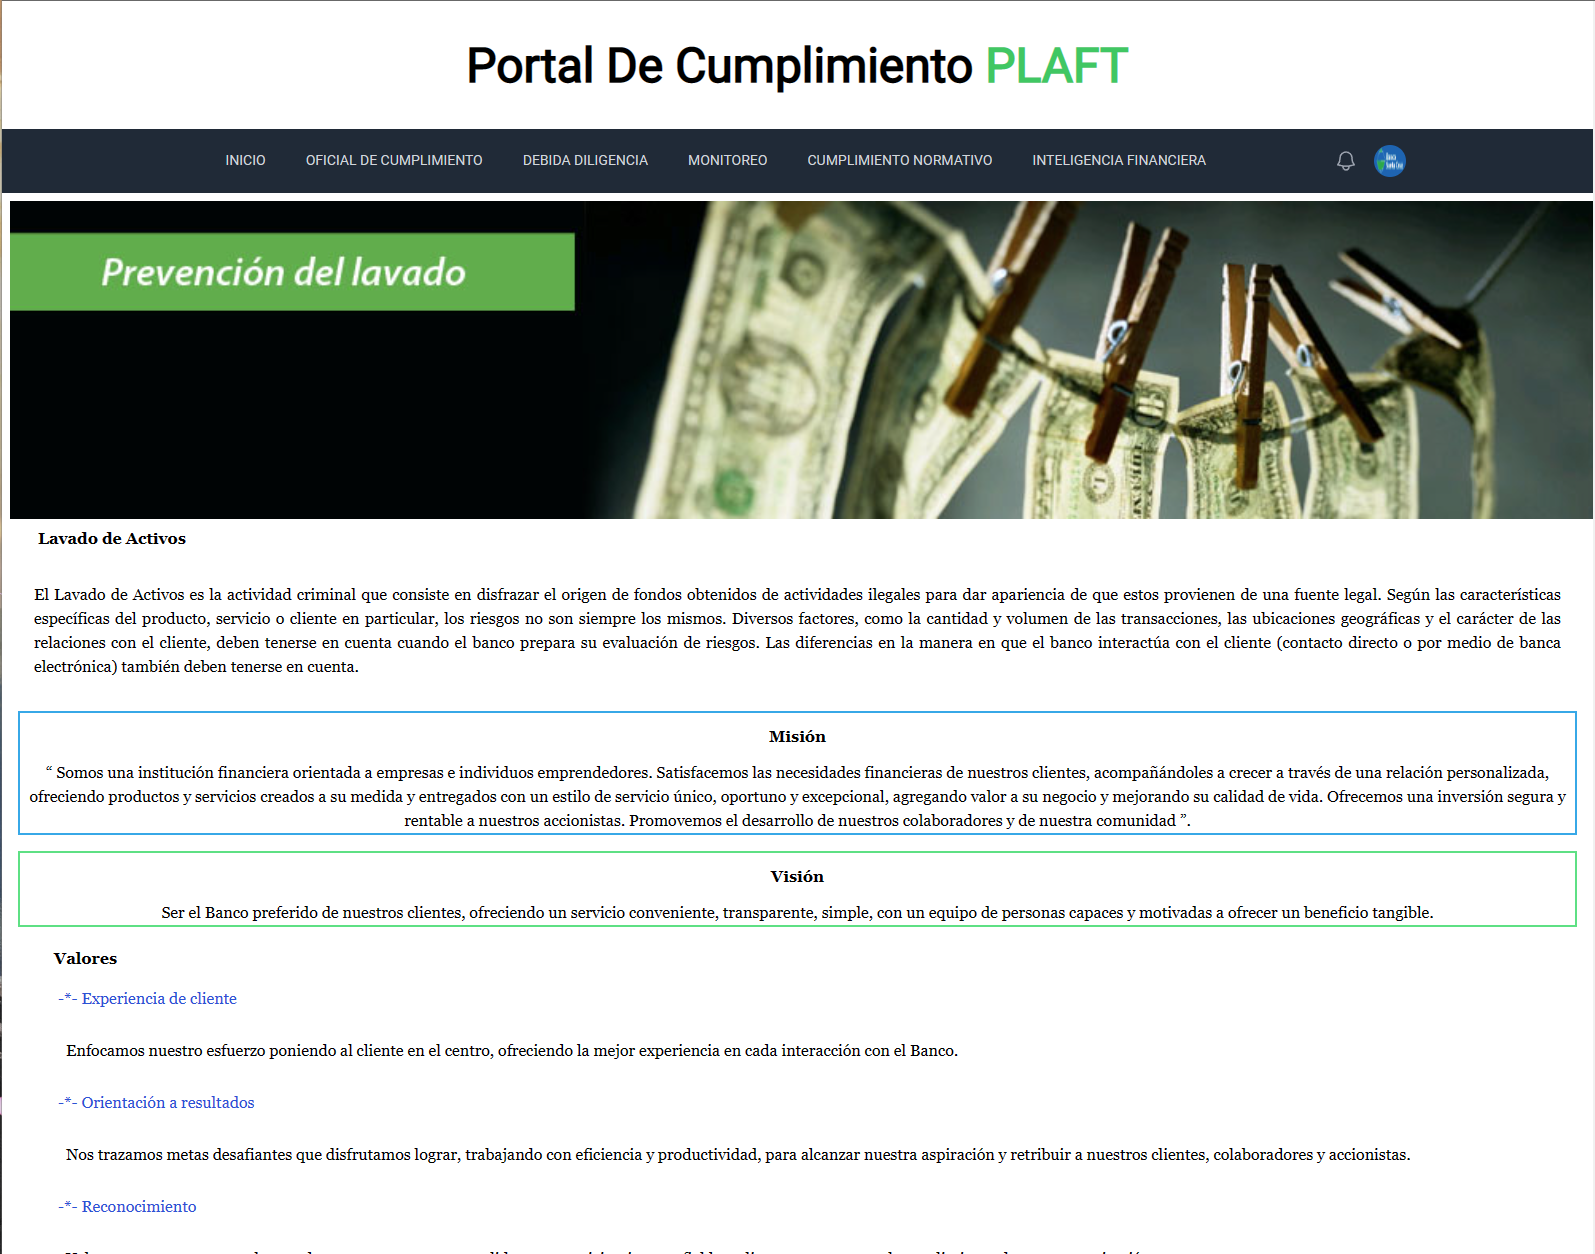 Portal De Cumplimiento PLAFT
INICIO OFICIAL DE CUMPLIMIENTO DEBIDA DILIGENCIA MONITOREO CUMPLIMIENTO NORMATIVO INTELIGENCIA FINANCIERA
Prevención del lavado
Lavado de Activos
El Lavado de Activos es la actividad criminal que consiste en disfrazar el origen de fondos obtenidos de actividades ilegales para dar apariencia de que estos provienen de una fuente legal. Según las características
específicas del producto, servicio o cliente en particular, los riesgos no son siempre los mismos. Diversos factores, como la cantidad y volumen de las transacciones, las ubicaciones geográficas y el carácter de las
relaciones con el cliente, deben tenerse en cuenta cuando el banco prepara su evaluación de riesgos. Las diferencias en la manera en que el banco interactúa con el cliente (contacto directo o por medio de banca
electrónica) también deben tenerse en cuenta.
Misión
“ Somos una institución financiera orientada a empresas e individuos emprendedores. Satisfacemos las necesidades financieras de nuestros clientes, acompañándoles a crecer a través de una relación personalizada,
ofreciendo productos y servicios creados a su medida y entregados con un estilo de servicio único, oportuno y excepcional, agregando valor a su negocio y mejorando su calidad de vida. Ofrecemos una inversión segura y
rentable a nuestros accionistas. Promovemos el desarrollo de nuestros colaboradores y de nuestra comunidad ”.
Visión
Ser el Banco preferido de nuestros clientes, ofreciendo un servicio conveniente, transparente, simple, con un equipo de personas capaces y motivadas a ofrecer un beneficio tangible.
Valores
-*- Experiencia de cliente
Enfocamos nuestro esfuerzo poniendo al cliente en el centro, ofreciendo la mejor experiencia en cada interacción con el Banco.
-*- Orientación a resultados
Nos trazamos metas desafiantes que disfrutamos lograr, trabajando con eficiencia y productividad, para alcanzar nuestra aspiración y retribuir a nuestros clientes, colaboradores y accionistas.
-*- Reconocimiento